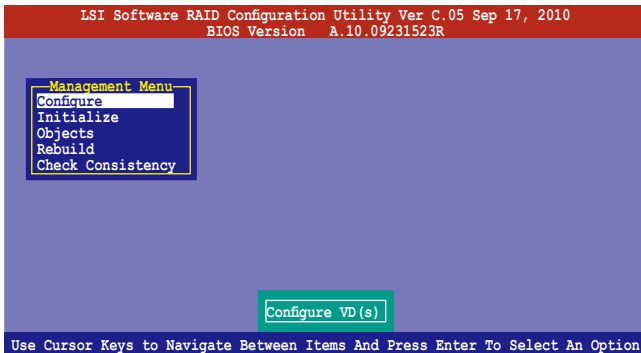 LSI Software RAID Configuration Utility Ver C.05 Sep 17, 2010
BIOS Version A.10.09231523R
Management Menu
Configure
Initialize
Objects
Rebuild
Check Consistency
Configure VD(s)
Use Cursor Keys to Navigate Between Items And Press Enter To Select An Option